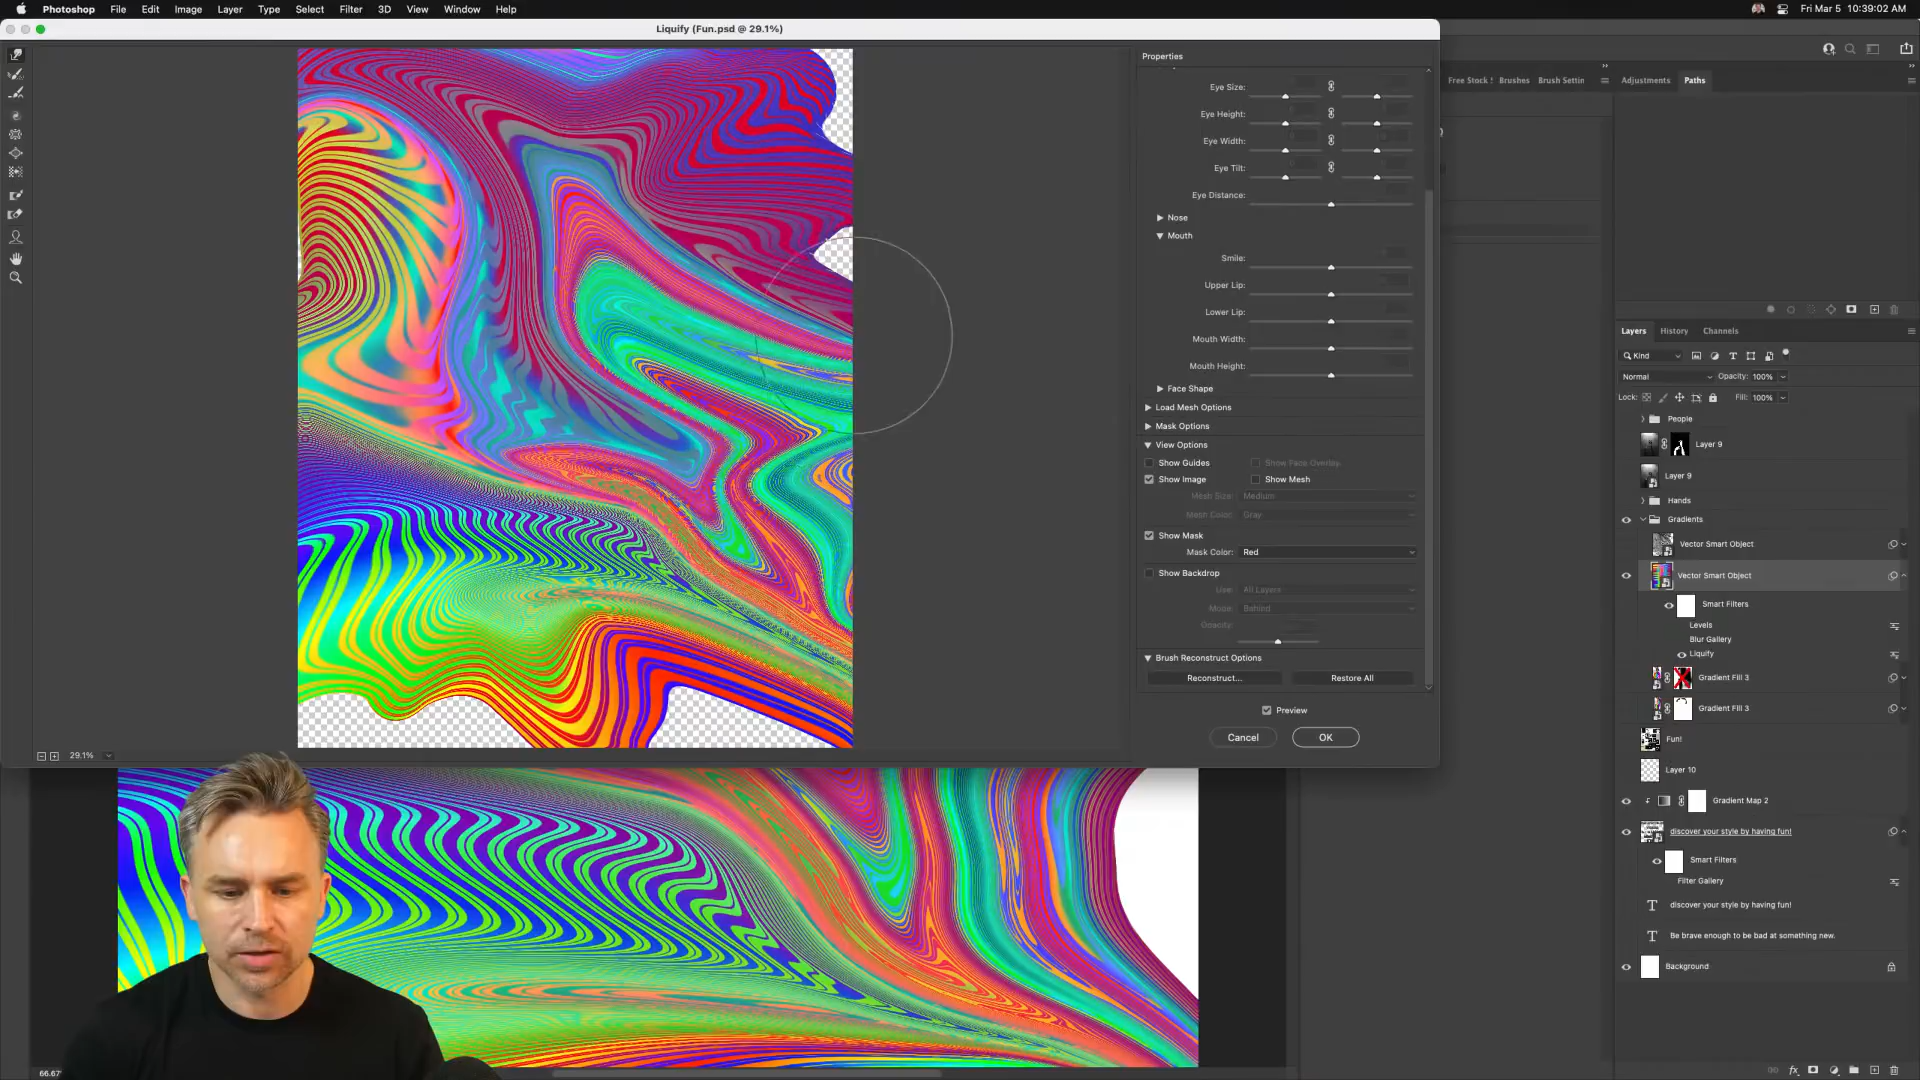 Photoshop File Edit Image Layer Type Select Filter 3D View Window Help
Fri Mar 5 10:39:02 AM
Liquify (Fun.psd @ 29.1%)
Properties
Eye Size:
Eye Height:
Eye Width:
Eye Tilt:
Eye Distance:
Nose
Mouth
Smile:
Upper Lip:
Lower Lip:
Mouth Width:
Mouth Height:
Face Shape
Load Mesh Options
Mask Options
View Options
Show Guides Show Face Overlay
Show Image Show Mesh
Mesh Size: Medium
Mesh Color: Gray
Show Mask
Mask Color: Red
Show Backdrop
Use: All Layers
Mode: Behind
Opacity:
Brush Reconstruct Options
Reconstruct... Restore All
Preview
Cancel OK
29.1%
66.67
Free Stock Brushes Brush Settin
Adjustments Paths
Layers History Channels
Kind
Normal Opacity: 100%
Lock: Fill: 100%
People
Layer 9
Layer 9
Hands
Gradients
Vector Smart Object
Vector Smart Object
Smart Filters
Levels
Blur Gallery
Liquify
Gradient Fill 3
Gradient Fill 3
Fun!
Layer 10
Gradient Map 2
discover your style by having fun!
Smart Filters
Filter Gallery
T discover your style by having fun!
T Be brave enough to be bad at something new.
Background
fx